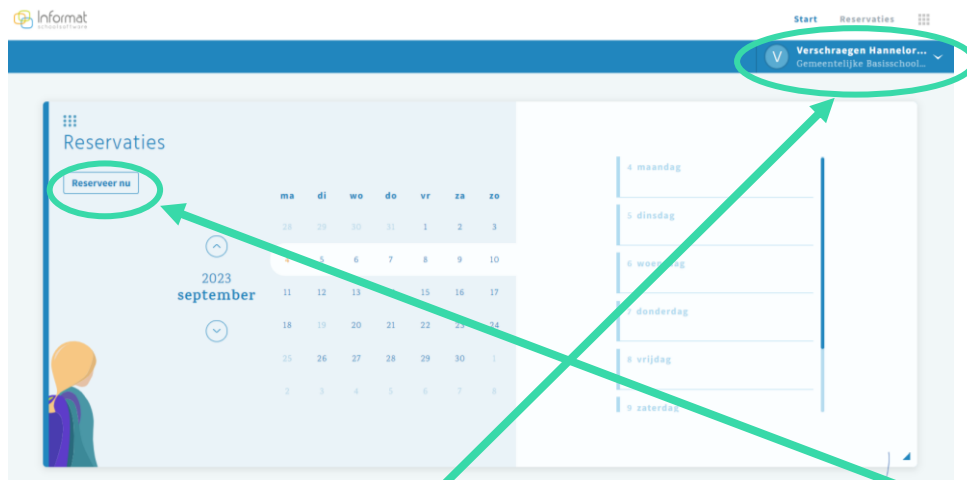 Informat
schoolsoftware
Start Reservaties
V Verschraegen Hannelor...
Gemeentelijke Basisschool...
Reservaties
Reserveer nu
ma di wo do vr za zo
28 29 30 31 1 2 3
4 5 6 7 8 9 10
11 12 13 15 16 17
18 19 20 21 22 23 24
25 26 27 28 29 30 1
2 3 4 5 6 7 8
2023
september
4 maandag
5 dinsdag
6 woensdag
7 donderdag
8 vrijdag
9 zaterdag